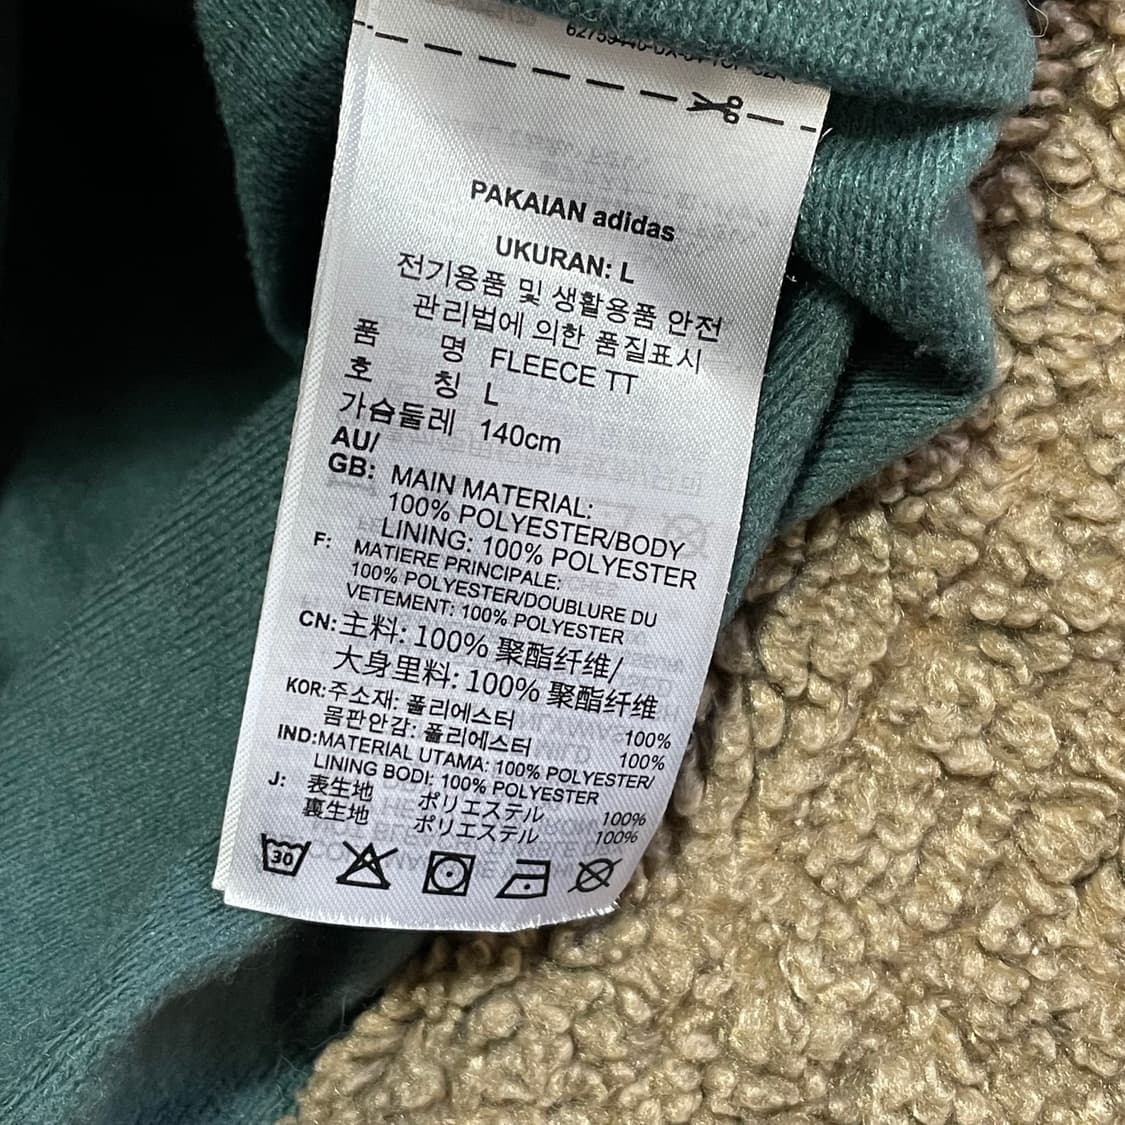 PAKAIAN adidas
UKURAN: L
전기용품 및 생활용품 안전
관리법에 의한 품질표시
품 명 FLEECE TT
호 칭 L
가슴둘레 140cm
AU/
GB: MAIN MATERIAL:
100% POLYESTER/BODY
LINING: 100% POLYESTER
F: MATIERE PRINCIPALE:
100% POLYESTER/DOUBLURE DU
VETEMENT: 100% POLYESTER
CN: 主料: 100% 聚酯纤维/
大身里料: 100% 聚酯纤维
KOR: 주소재: 폴리에스터 100%
몸판안감: 폴리에스터 100%
IND: MATERIAL UTAMA: 100% POLYESTER/
LINING BODI: 100% POLYESTER
J: 表生地 ポリエステル 100%
裏生地 ポリエステル 100%
30